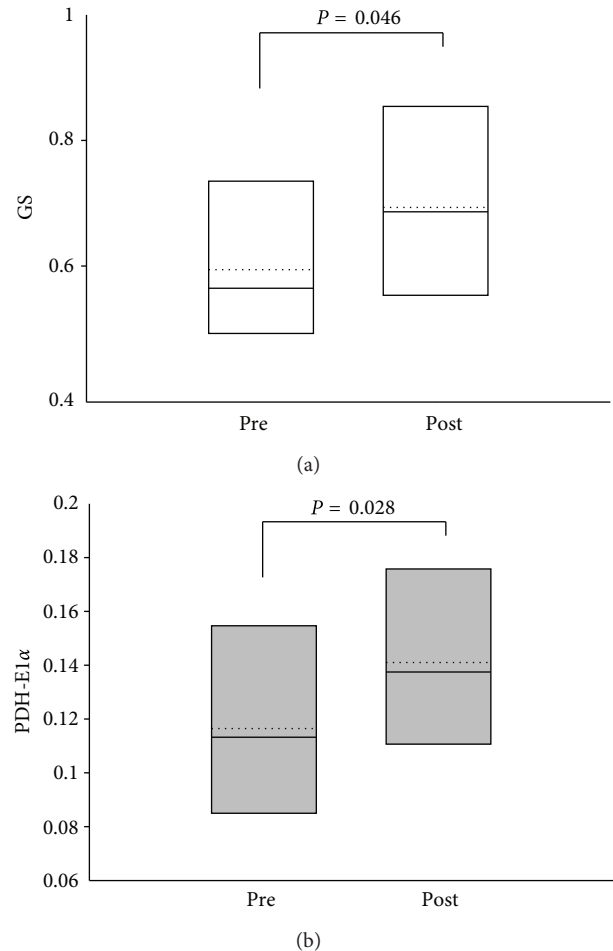 1
P = 0.046
0.8
GS
0.6
0.4
Pre Post
(a)
0.2
P = 0.028
0.18
0.16
PDH-E1α
0.14
0.12
0.1
0.08
0.06
Pre Post
(b)